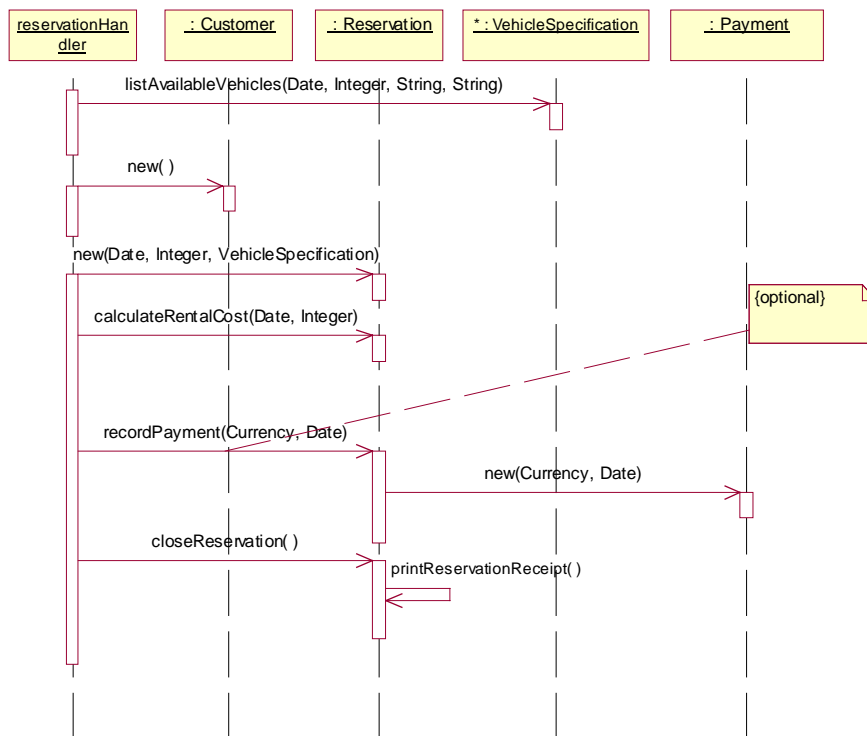 reservationHan
dler
: Customer
: Reservation
* : VehicleSpecification
: Payment
listAvailableVehicles(Date, Integer, String, String)
new( )
new(Date, Integer, VehicleSpecification)
{optional}
calculateRentalCost(Date, Integer)
recordPayment(Currency, Date)
new(Currency, Date)
closeReservation( )
printReservationReceipt( )